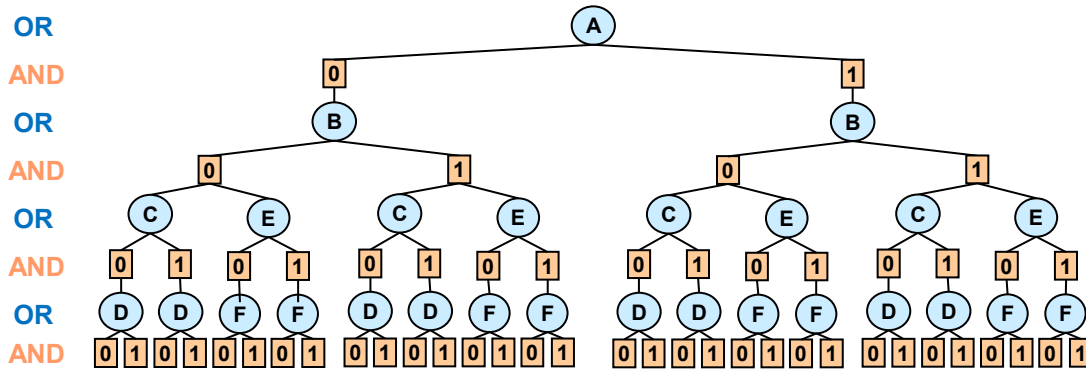 OR A
AND 0 1
OR B B
AND 0 1 0 1
OR C E C E C E C E
AND 0 1 0 1 0 1 0 1 0 1 0 1 0 1 0 1
OR D D F F D D F F D D F F D D F F
AND 0 1 0 1 0 1 0 1 0 1 0 1 0 1 0 1 0 1 0 1 0 1 0 1 0 1 0 1 0 1 0 1